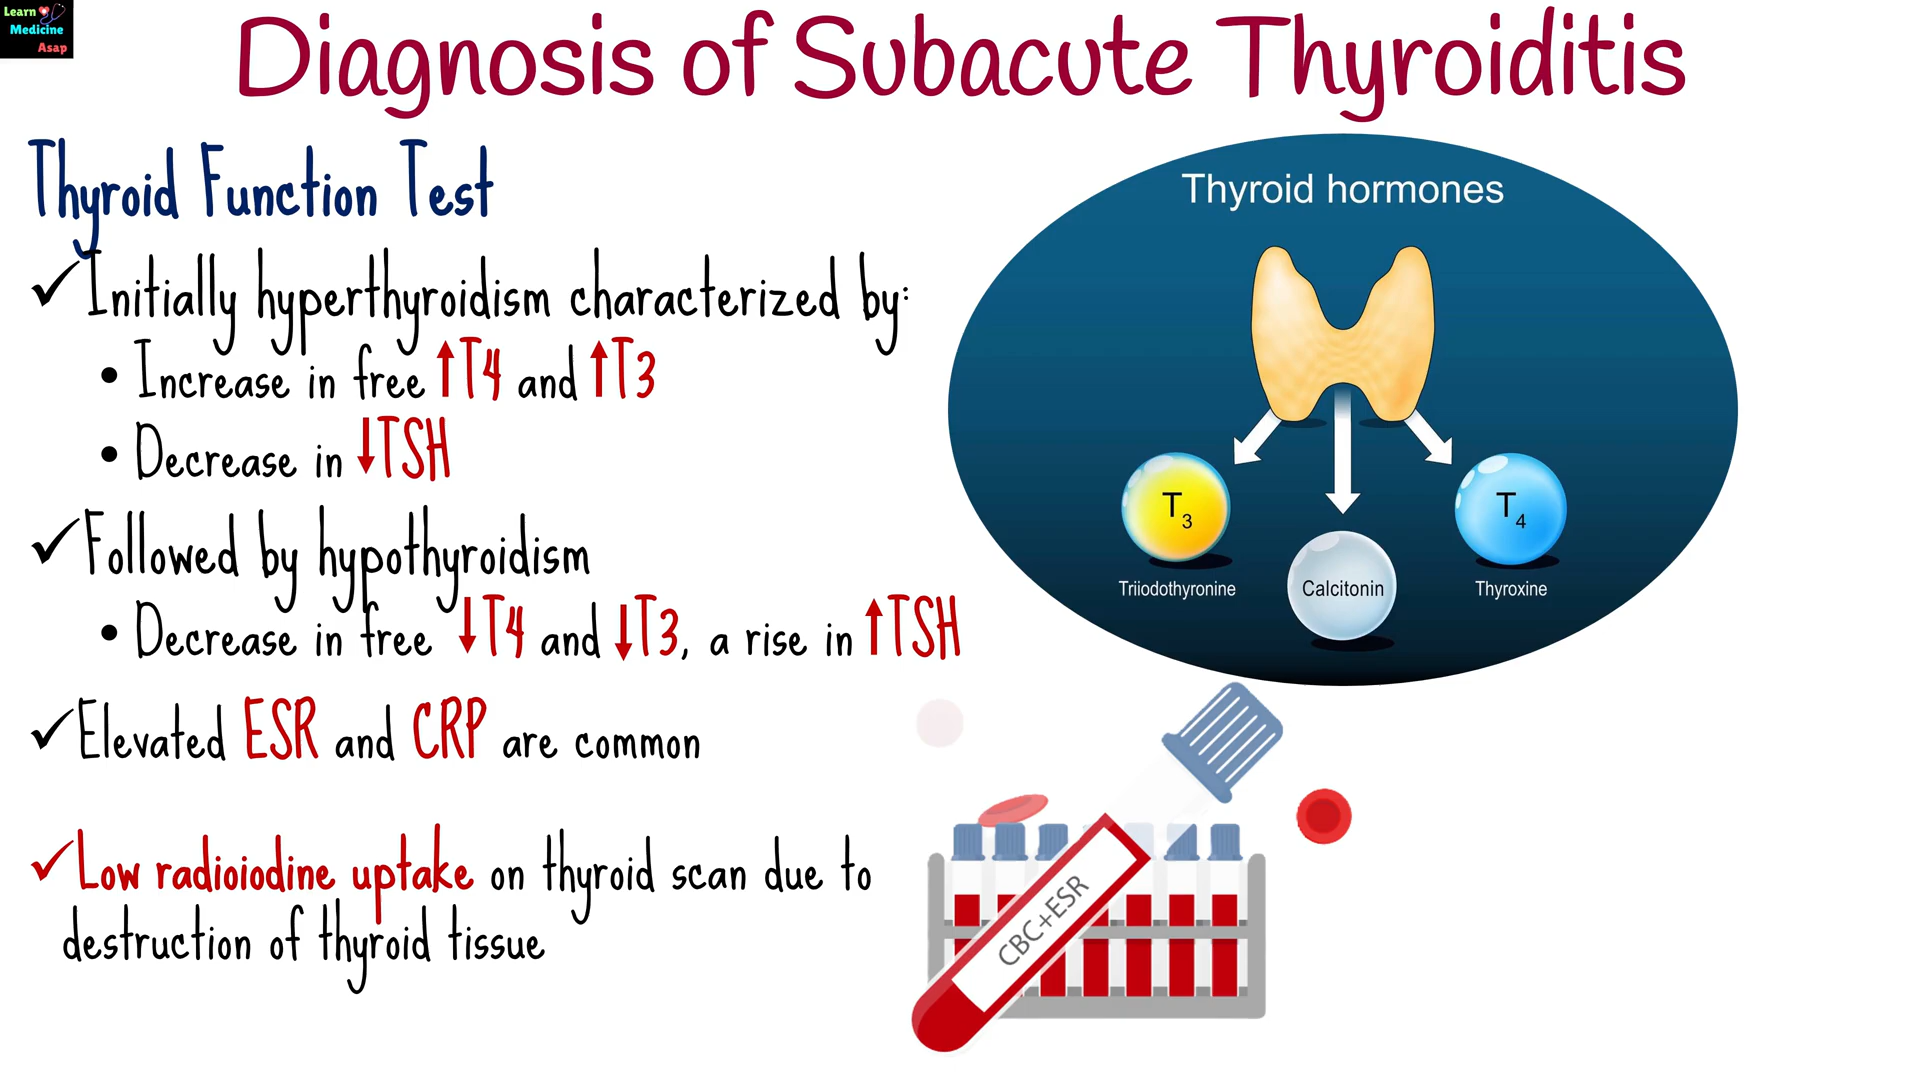 Learn
Medicine
Asap
Diagnosis of Subacute Thyroiditis
Thyroid Function Test
✓Initially hyperthyroidism characterized by:
• Increase in free ↑T4 and ↑T3
• Decrease in ↓TSH
✓Followed by hypothyroidism
• Decrease in free ↓T4 and ↓T3, a rise in ↑TSH
✓Elevated ESR and CRP are common
✓Low radioiodine uptake on thyroid scan due to
destruction of thyroid tissue
Thyroid hormones
T3
Triiodothyronine
Calcitonin
T4
Thyroxine
CBC+ESR